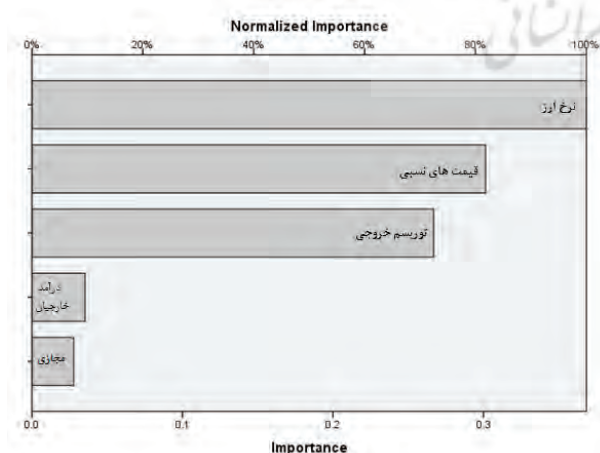 Normalized Importance
0% 20% 40% 60% 80% 100%
نرخ ارز
قیمت های نسبی
توریسم خروجی
درآمد
خارجیان
مجازی
0.0 0.1 0.2 0.3
Importance